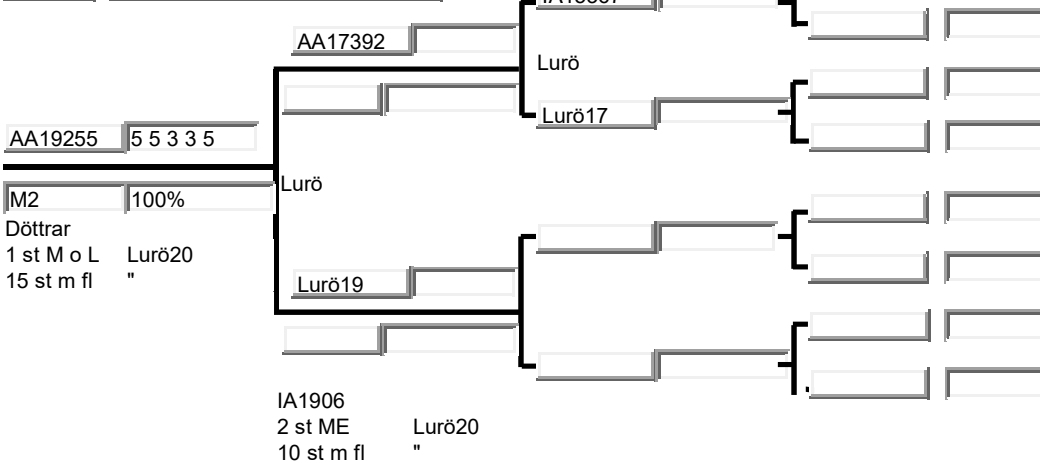 AA17392
Lurö
Lurö17
AA19255 5 5 3 3 5
Lurö
M2 100%
Döttrar
1 st M o L Lurö20
15 st m fl "
Lurö19
IA1906
2 st ME Lurö20
10 st m fl "